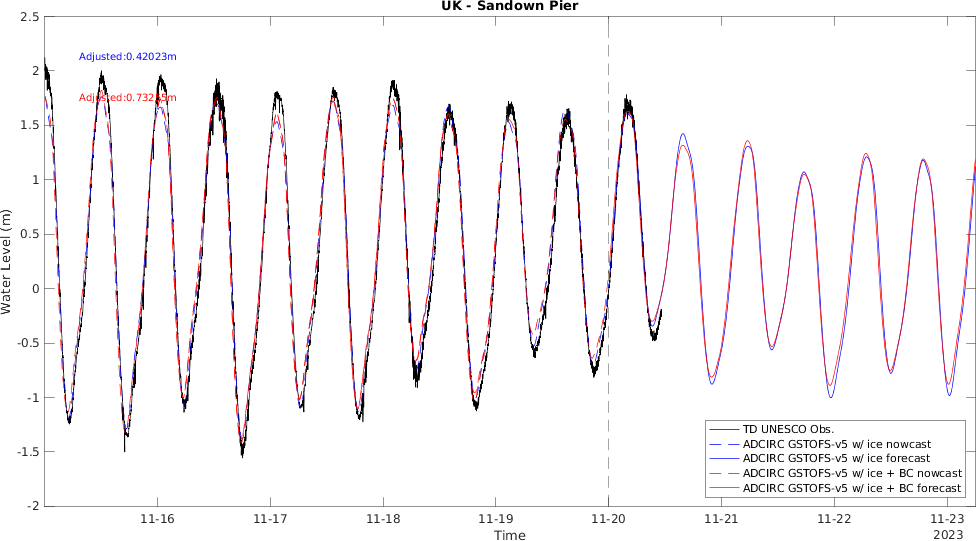 UK - Sandown Pier
2.5
2
1.5
1
0.5
0
-0.5
-1
-1.5
-2
Water Level (m)
Adjusted:0.42023m
TD UNESCO Obs.
ADCIRC GSTOFS-v5 w/ ice nowcast
ADCIRC GSTOFS-v5 w/ ice forecast
ADCIRC GSTOFS-v5 w/ ice + BC nowcast
ADCIRC GSTOFS-v5 w/ ice + BC forecast
11-16
11-17
11-18
11-19
11-20
11-21
11-22
11-23
Time
2023